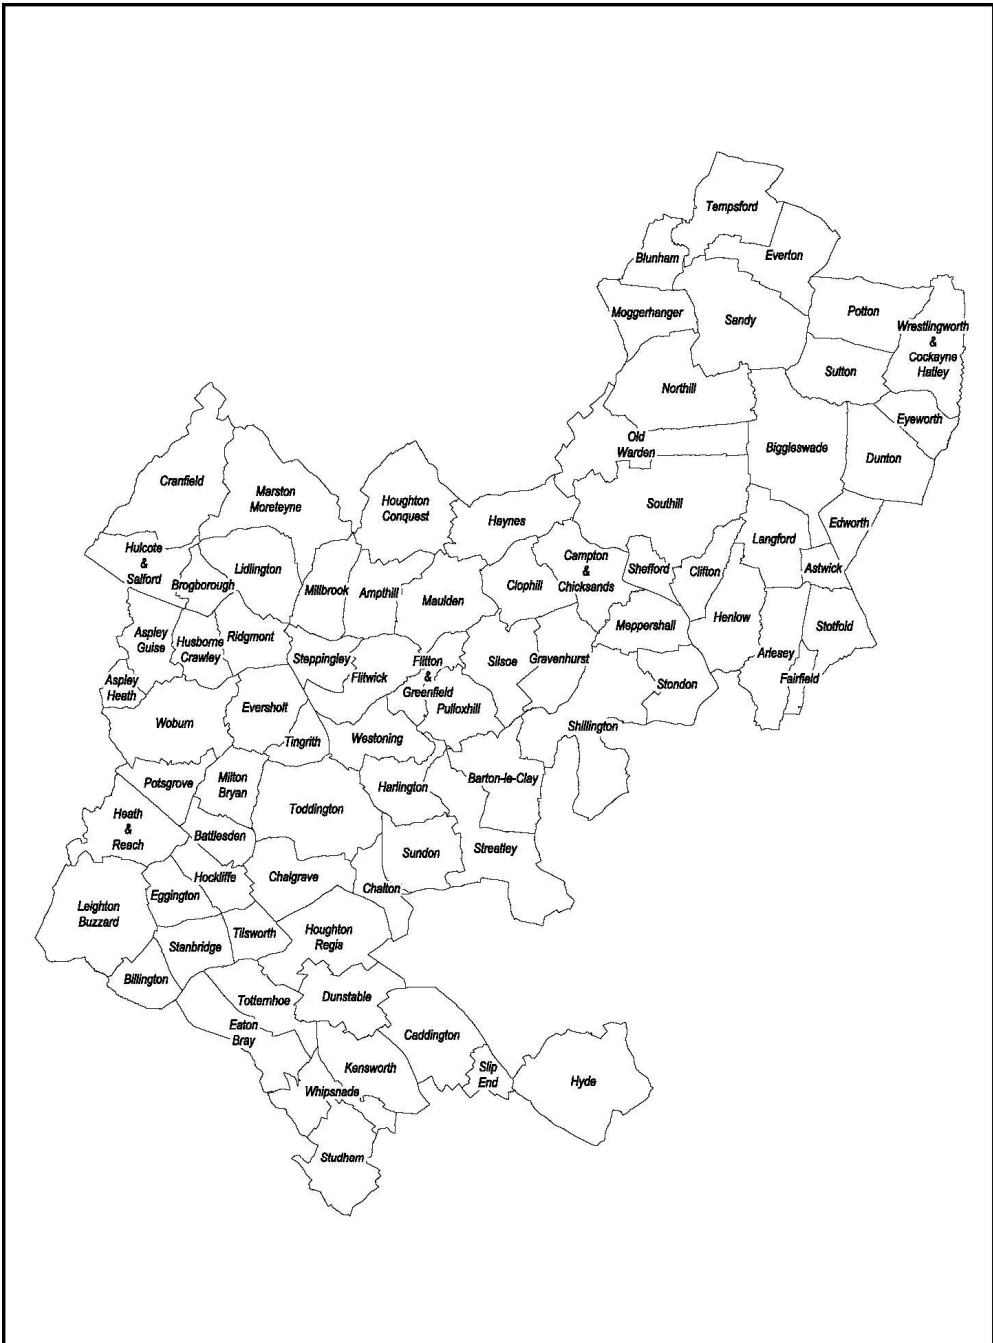 Tempsford
Blunham
Everton
Moggerhanger
Sandy
Potton
Wrestlingworth
&
Cockayne
Hatley
Sutton
Northill
Eyeworth
Old
Warden
Biggleswade
Dunton
Cranfield
Marston
Moreteyne
Houghton
Conquest
Haynes
Southill
Edworth
Langford
Hulcote
&
Salford
Lidlington
Brogborough
Millbrook
Ampthill
Maulden
Clophill
Campton
&
Chicksands
Shefford
Clifton
Astwick
Henlow
Stotfold
Aspley
Guise
Husborne
Crawley
Ridgmont
Meppershall
Arlesey
Fairfield
Steppingley
Flitwick
Flitton
&
Greenfield
Silsoe
Gravenhurst
Stondon
Aspley
Heath
Pulloxhill
Woburn
Eversholt
Tingrith
Westoning
Shillington
Potsgrove
Milton
Bryan
Harlington
Barton-le-Clay
Heath
&
Reach
Toddington
Battlesden
Sundon
Streatley
Hockliffe
Chalgrave
Chalton
Eggington
Leighton
Buzzard
Tilsworth
Houghton
Regis
Stanbridge
Billington
Totternhoe
Dunstable
Eaton
Bray
Caddington
Kensworth
Slip
End
Hyde
Whipsnade
Studham